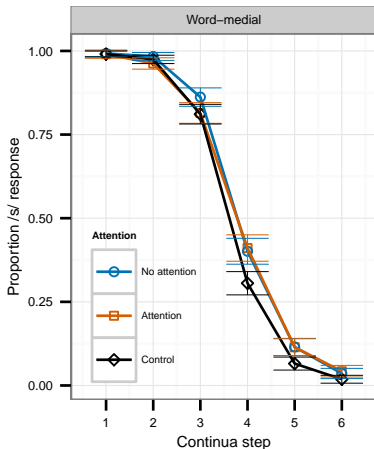 Word−medial
Proportion /s/ response
1.00
0.75
0.50
0.25
0.00
Attention
No attention
Attention
Control
1 2 3 4 5 6
Continua step